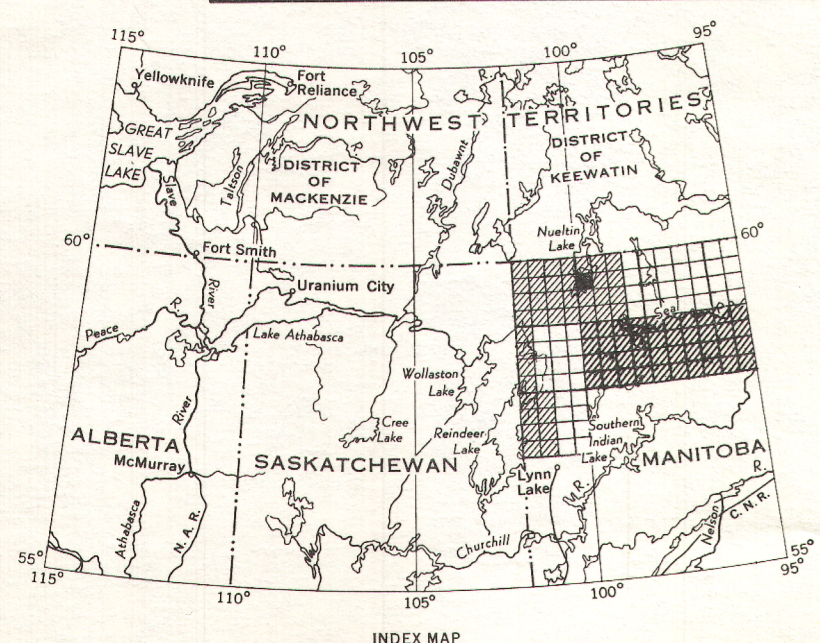 115°
110°
105°
100°
95°
Yellowknife
Fort
Reliance
R.
NORTHWEST TERRITORIES
GREAT
SLAVE
LAKE
Slave
Taltson
DISTRICT
OF
MACKENZIE
Dubawnt
DISTRICT
OF
KEEWATIN
Nueltin
Lake
60°
60°
Fort Smith
River
Uranium City
R.
Peace
Lake Athabasca
Seal
Wollaston
Lake
River
Cree
Lake
Reindeer
Lake
Southern
Indian
Lake
ALBERTA
McMurray
SASKATCHEWAN
MANITOBA
Lynn
Lake
M.R.
R.
Athabasca
N.A.R.
Churchill
Nelson
C.N.R.
55°
55°
115°
110°
105°
100°
95°
INDEX MAP